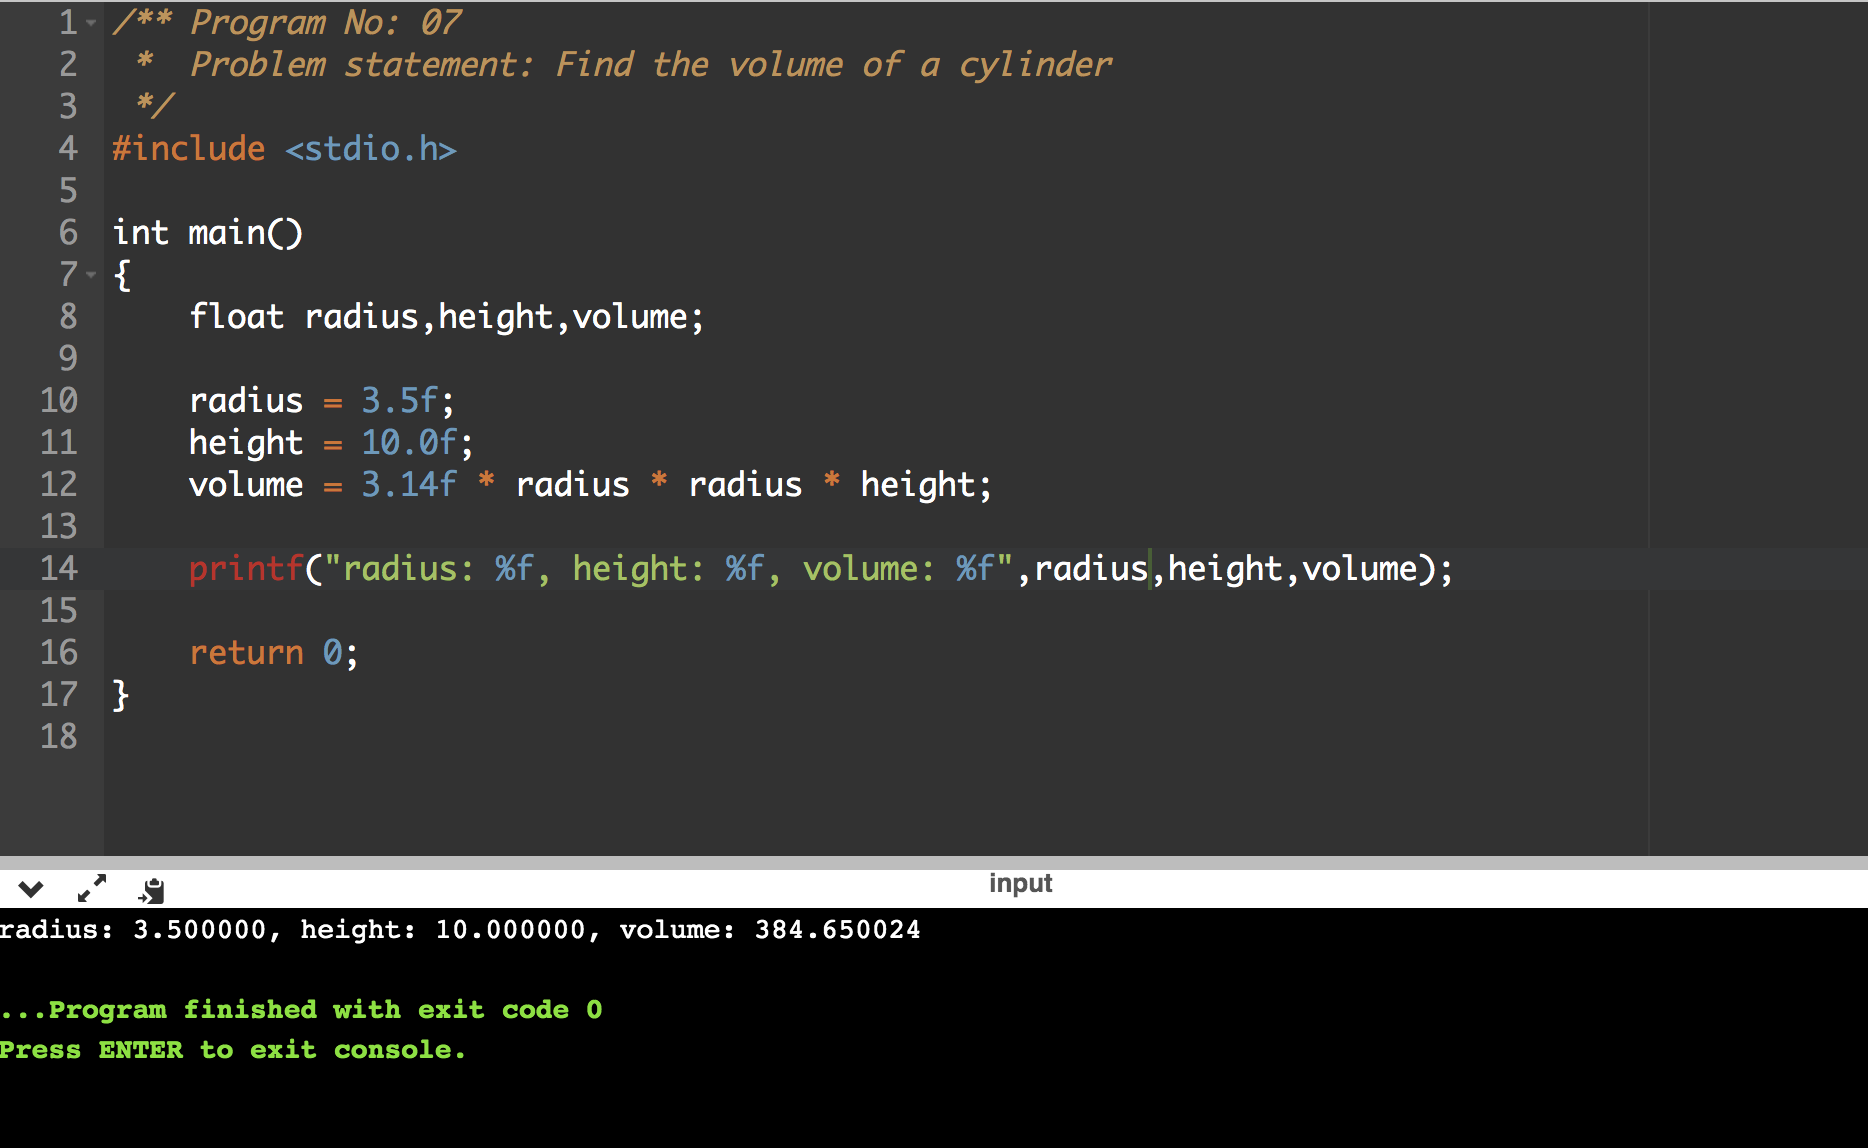 1 /** Program No: 07
2  *  Problem statement: Find the volume of a cylinder
3  */
4 #include <stdio.h>
5
6 int main()
7 {
8     float radius,height,volume;
9
10     radius = 3.5f;
11     height = 10.0f;
12     volume = 3.14f * radius * radius * height;
13
14     printf("radius: %f, height: %f, volume: %f",radius,height,volume);
15
16     return 0;
17 }
18
input
radius: 3.500000, height: 10.000000, volume: 384.650024
...Program finished with exit code 0
Press ENTER to exit console.